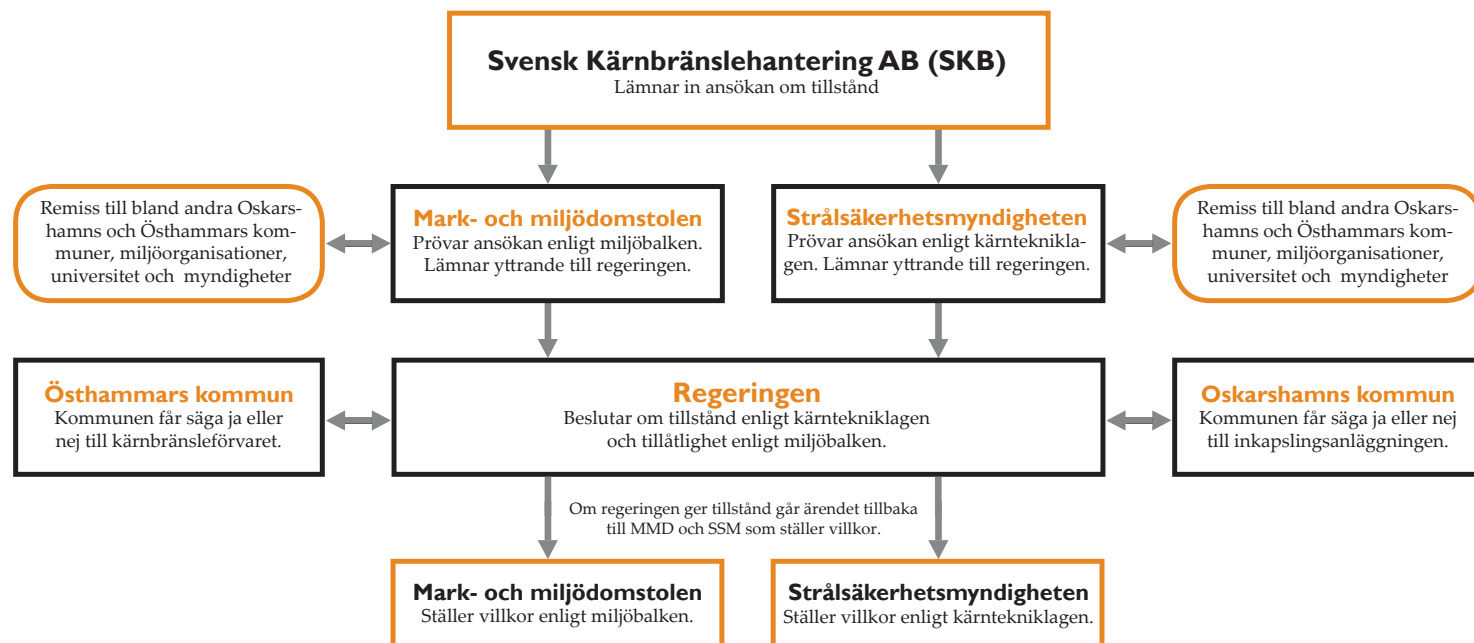 Svensk Kärnbränslehantering AB (SKB)
Lämnar in ansökan om tillstånd
Remiss till bland andra Oskars-
hamns och Östhammars kom-
muner, miljöorganisationer,
universitet och myndigheter
Mark- och miljödomstolen
Prövar ansökan enligt miljöbalken.
Lämnar yttrande till regeringen.
Strålsäkerhetsmyndigheten
Prövar ansökan enligt kärntekniklа-
gen. Lämnar yttrande till regeringen.
Remiss till bland andra Oskars-
hamns och Östhammars kom-
muner, miljöorganisationer,
universitet och myndigheter
Östhammars kommun
Kommunen får säga ja eller
nej till kärnbränsleförvaret.
Regeringen
Beslutar om tillstånd enligt kärntekniklagen
och tillåtlighet enligt miljöbalken.
Oskarshamns kommun
Kommunen får säga ja eller nej
till inkapslingsanläggningen.
Om regeringen ger tillstånd går ärendet tillbaka
till MMD och SSM som ställer villkor.
Mark- och miljödomstolen
Ställer villkor enligt miljöbalken.
Strålsäkerhetsmyndigheten
Ställer villkor enligt kärntekniklagen.